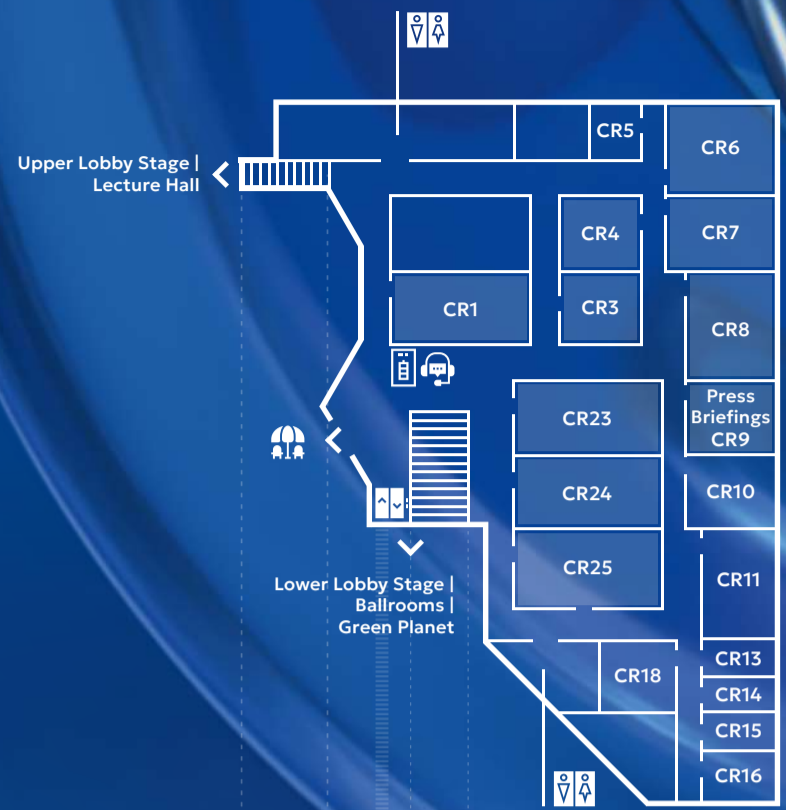 CR5
CR6
Upper Lobby Stage |
Lecture Hall
CR4
CR7
CR1
CR3
CR8
Press
Briefings
CR9
CR23
CR24
CR10
CR25
CR11
Lower Lobby Stage |
Ballrooms |
Green Planet
CR13
CR18
CR14
CR15
CR16